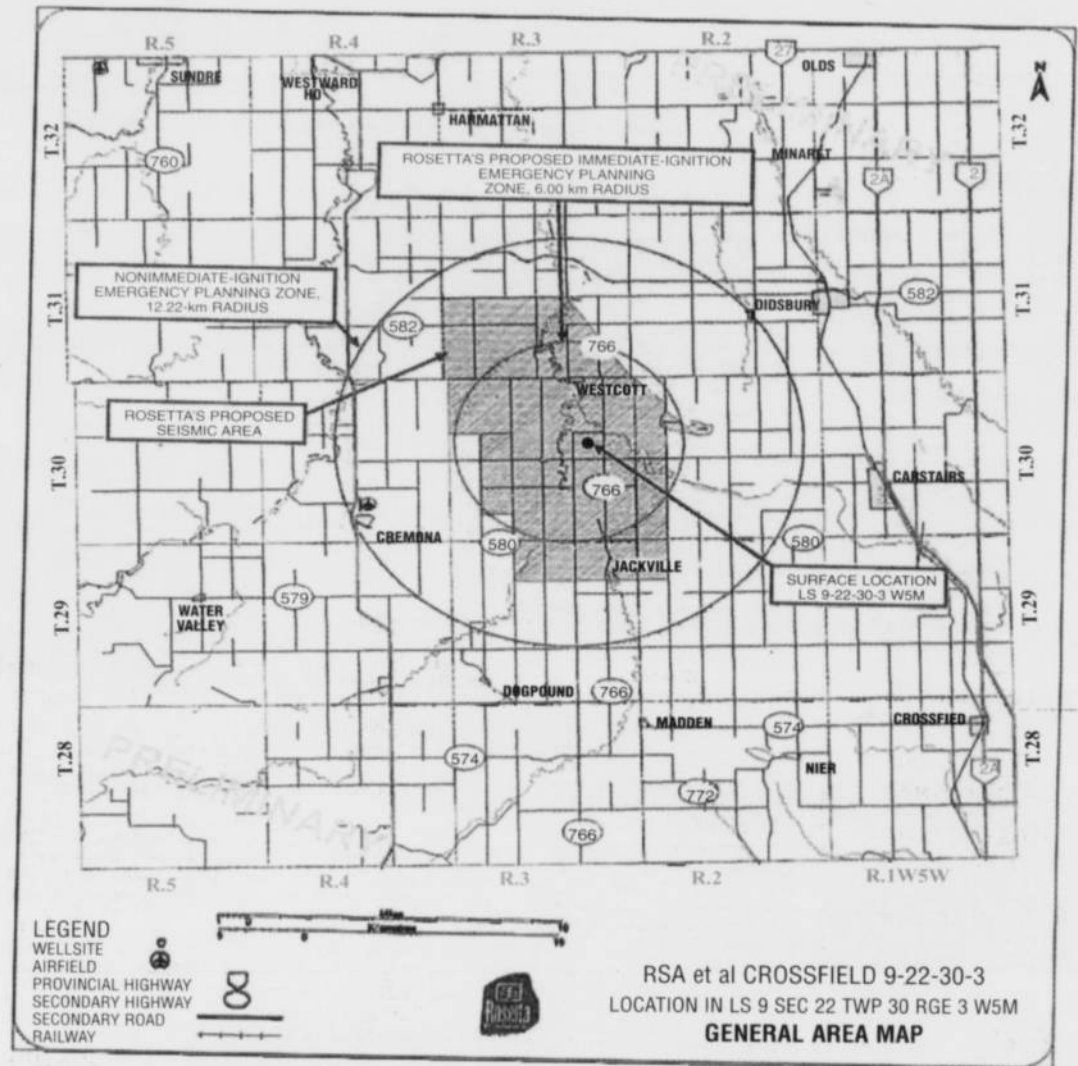 R.5 R.4 R.3 R.2
27
SUNDRE
WESTWARD HO
OLDS
N
HARMATTAN
T.32
T.32
PRELIMINARY
760
ROSETTA'S PROPOSED IMMEDIATE-IGNITION
EMERGENCY PLANNING
ZONE, 6.00 km RADIUS
MINARET
2A
2
NONIMMEDIATE-IGNITION
EMERGENCY PLANNING ZONE,
12.22-km RADIUS
T.31
T.31
582
582
DIDSBURY
766
WESTCOTT
ROSETTA'S PROPOSED
SEISMIC AREA
T.30
T.30
766
CARSTAIRS
CREMONA
580
580
JACKVILLE
SURFACE LOCATION
LS 9-22-30-3 W5M
579
WATER
VALLEY
T.29
T.29
DOGPOUND
766
MADDEN
574
CROSSFIED
T.28
T.28
574
NIER
PRELIMINARY
772
2A
766
R.5 R.4 R.3 R.2 R.1W5W
LEGEND
WELLSITE
AIRFIELD
PROVINCIAL HIGHWAY
SECONDARY HIGHWAY
SECONDARY ROAD
RAILWAY
Miles
Kilometres
Rosetta
RSA et al CROSSFIELD 9-22-30-3
LOCATION IN LS 9 SEC 22 TWP 30 RGE 3 W5M
GENERAL AREA MAP